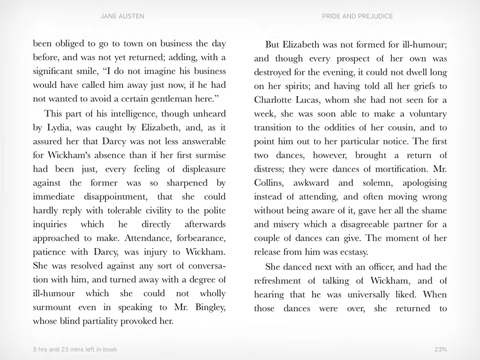 JANE AUSTEN
been obliged to go to town on business the day
before, and was not yet returned; adding, with a
significant smile, “I do not imagine his business
would have called him away just now, if he had
not wanted to avoid a certain gentleman here.”
This part of his intelligence, though unheard
by Lydia, was caught by Elizabeth, and, as it
assured her that Darcy was not less answerable
for Wickham's absence than if her first surmise
had been just, every feeling of displeasure
against the former was so sharpened by
immediate disappointment, that she could
hardly reply with tolerable civility to the polite
inquiries which he directly afterwards
approached to make. Attendance, forbearance,
patience with Darcy, was injury to Wickham.
She was resolved against any sort of conversa-
tion with him, and turned away with a degree of
ill-humour which she could not wholly
surmount even in speaking to Mr. Bingley,
whose blind partiality provoked her.
5 hrs and 23 mins left in book
PRIDE AND PREJUDICE
But Elizabeth was not formed for ill-humour;
and though every prospect of her own was
destroyed for the evening, it could not dwell long
on her spirits; and having told all her griefs to
Charlotte Lucas, whom she had not seen for a
week, she was soon able to make a voluntary
transition to the oddities of her cousin, and to
point him out to her particular notice. The first
two dances, however, brought a return of
distress; they were dances of mortification. Mr.
Collins, awkward and solemn, apologising
instead of attending, and often moving wrong
without being aware of it, gave her all the shame
and misery which a disagreeable partner for a
couple of dances can give. The moment of her
release from him was ecstasy.
She danced next with an officer, and had the
refreshment of talking of Wickham, and of
hearing that he was universally liked. When
those dances were over, she returned to
23%